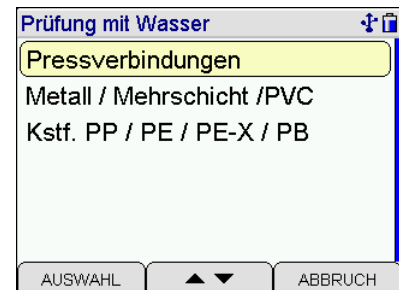 Prüfung mit Wasser
Pressverbindungen
Metall / Mehrschicht /PVC
Kstf. PP / PE / PE-X / PB
AUSWAHL ▲ ▼ ABBRUCH